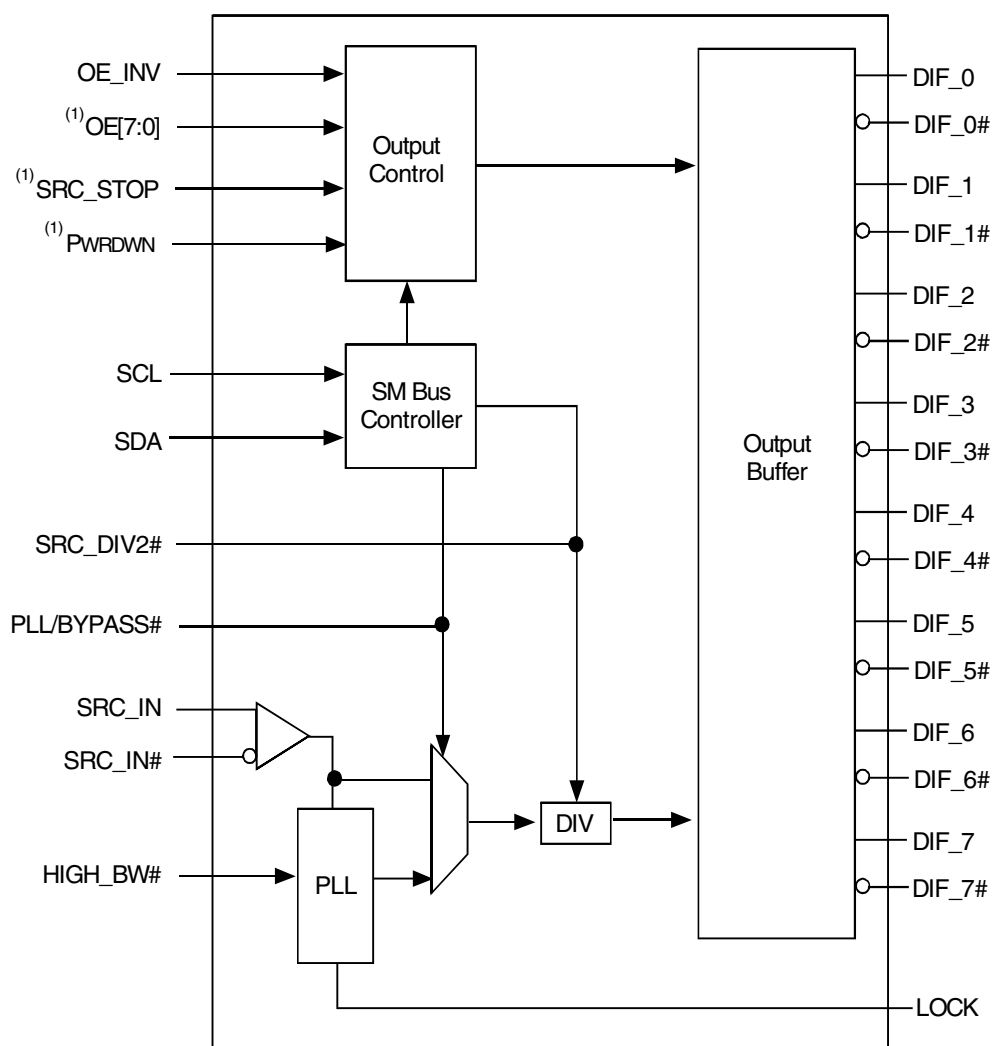 OE_INV
(1)OE[7:0]
(1)SRC_STOP
(1)PWRDWN
SCL
SDA
SRC_DIV2#
PLL/BYPASS#
SRC_IN
SRC_IN#
HIGH_BW#
Output
Control
SM Bus
Controller
PLL
DIV
Output
Buffer
DIF_0
DIF_0#
DIF_1
DIF_1#
DIF_2
DIF_2#
DIF_3
DIF_3#
DIF_4
DIF_4#
DIF_5
DIF_5#
DIF_6
DIF_6#
DIF_7
DIF_7#
LOCK